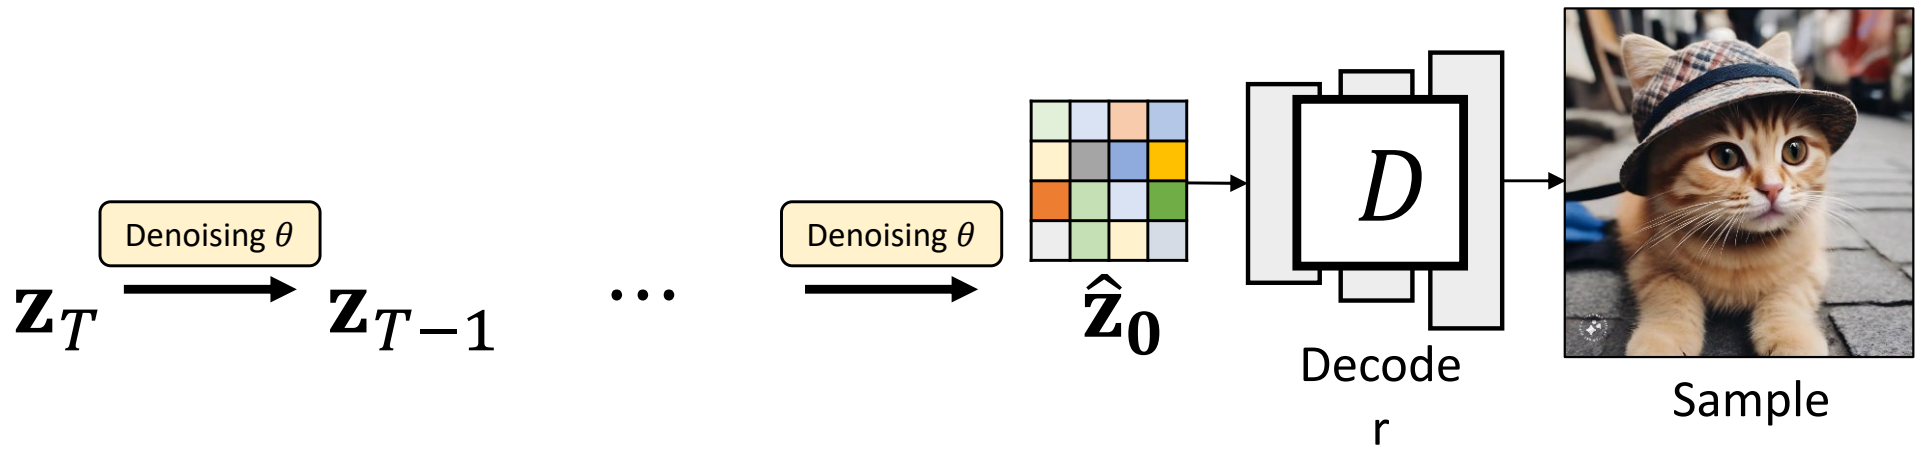 Denoising θ
Denoising θ
z_T
z_{T−1}
...
ẑ_0
D
Decode
r
Sample